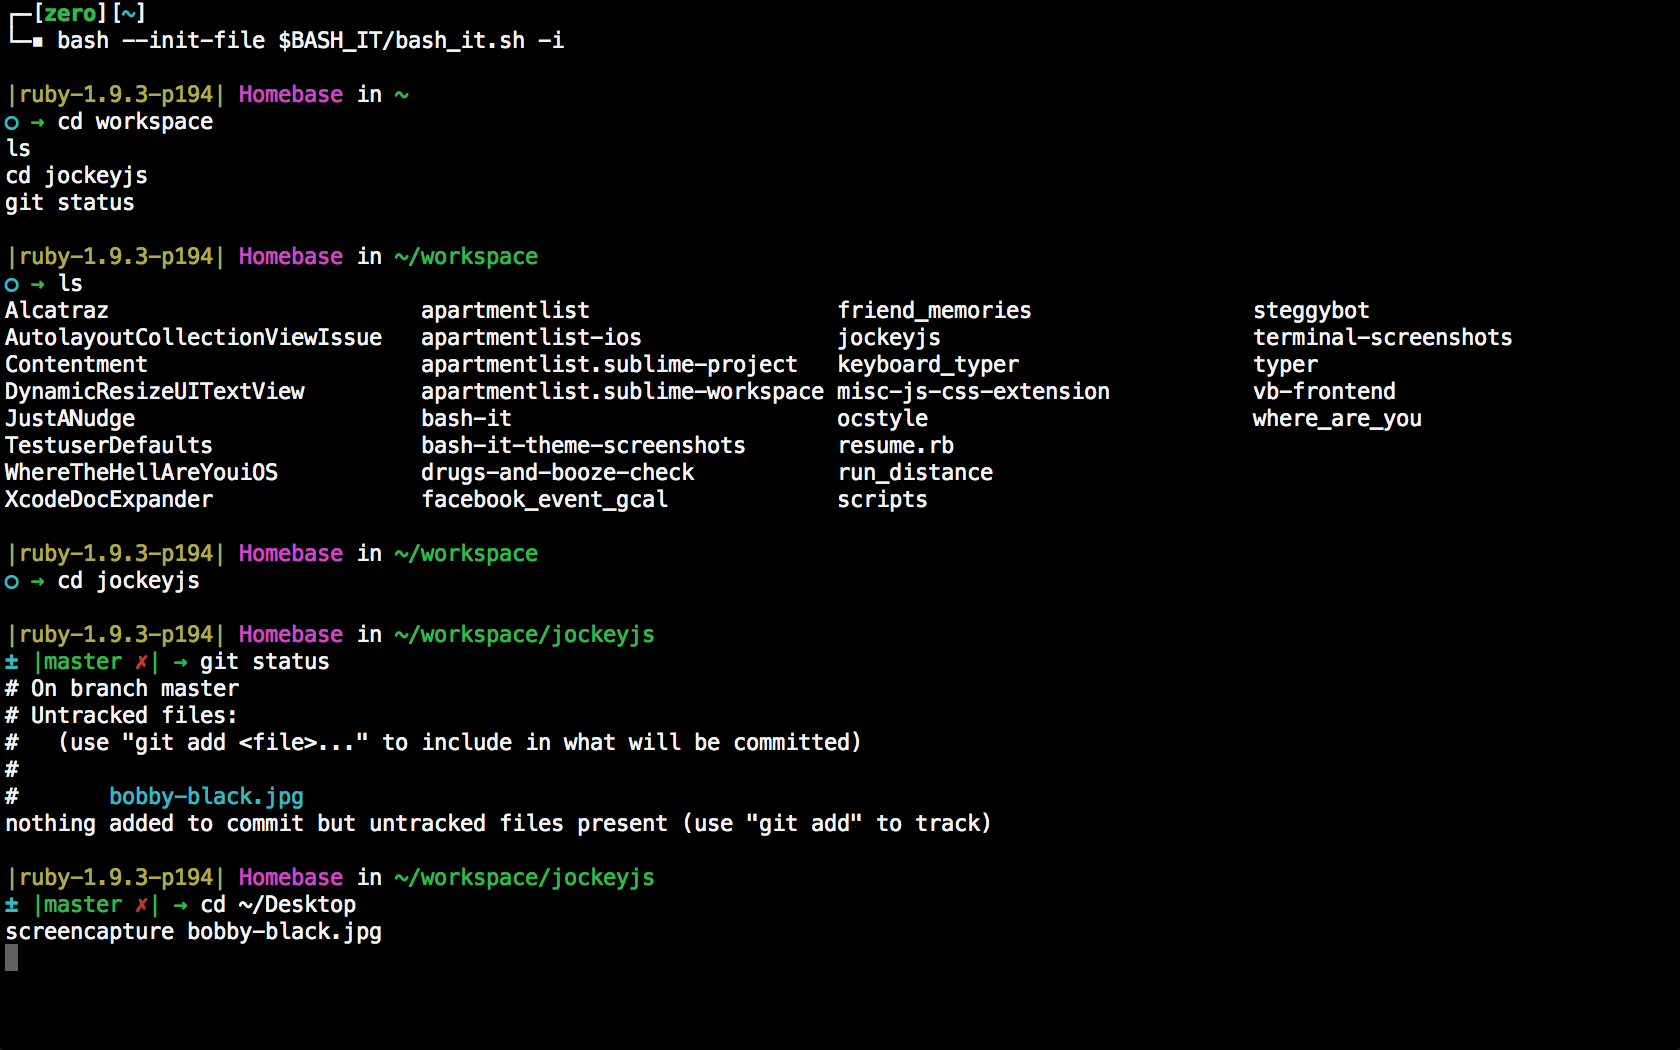 ┌─[zero][~]
└─▪ bash --init-file $BASH_IT/bash_it.sh -i

|ruby-1.9.3-p194| Homebase in ~
○ → cd workspace
ls
cd jockeyjs
git status

|ruby-1.9.3-p194| Homebase in ~/workspace
○ → ls
Alcatraz                        apartmentlist                   friend_memories                 steggybot
AutolayoutCollectionViewIssue   apartmentlist-ios               jockeyjs                        terminal-screenshots
Contentment                     apartmentlist.sublime-project   keyboard_typer                  typer
DynamicResizeUITextView         apartmentlist.sublime-workspace misc-js-css-extension           vb-frontend
JustANudge                      bash-it                         ocstyle                         where_are_you
TestuserDefaults                bash-it-theme-screenshots       resume.rb
WhereTheHellAreYouiOS           drugs-and-booze-check           run_distance
XcodeDocExpander                facebook_event_gcal             scripts

|ruby-1.9.3-p194| Homebase in ~/workspace
○ → cd jockeyjs

|ruby-1.9.3-p194| Homebase in ~/workspace/jockeyjs
± |master ✗| → git status
# On branch master
# Untracked files:
#   (use "git add <file>..." to include in what will be committed)
#
#       bobby-black.jpg
nothing added to commit but untracked files present (use "git add" to track)

|ruby-1.9.3-p194| Homebase in ~/workspace/jockeyjs
± |master ✗| → cd ~/Desktop
screencapture bobby-black.jpg